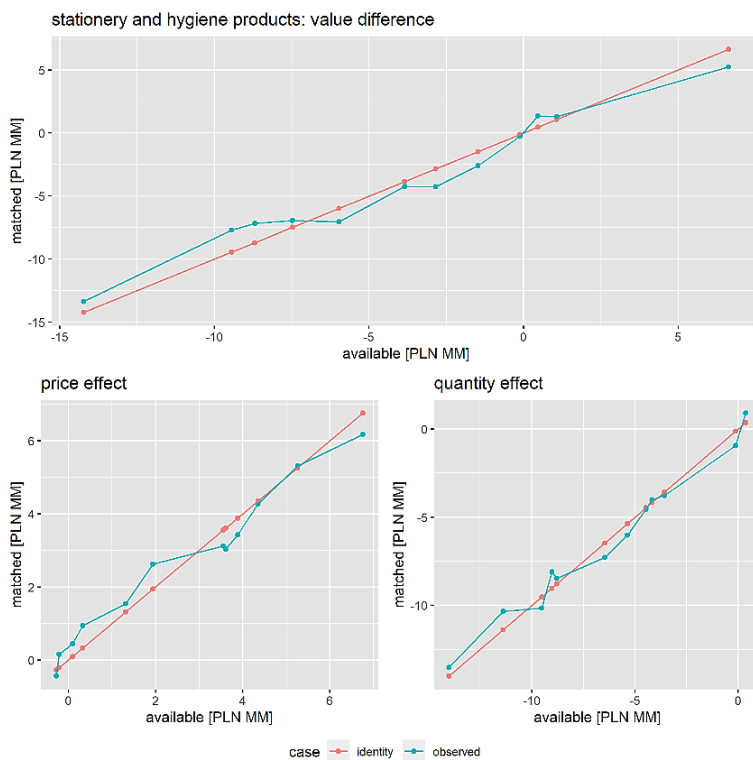 stationery and hygiene products: value difference
5
0
-5
-10
-15
matched [PLN MM]
-15
-10
-5
0
5
available [PLN MM]
price effect
quantity effect
6
4
2
0
matched [PLN MM]
0
2
4
6
available [PLN MM]
0
-5
-10
matched [PLN MM]
-10
-5
0
available [PLN MM]
case identity observed